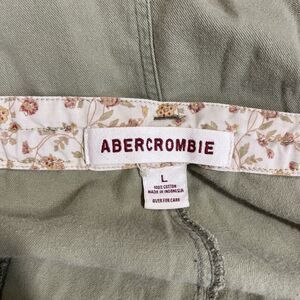 ABERCROMBIE
L
100% COTTON
MADE IN INDONESIA
OVER FOR CARE